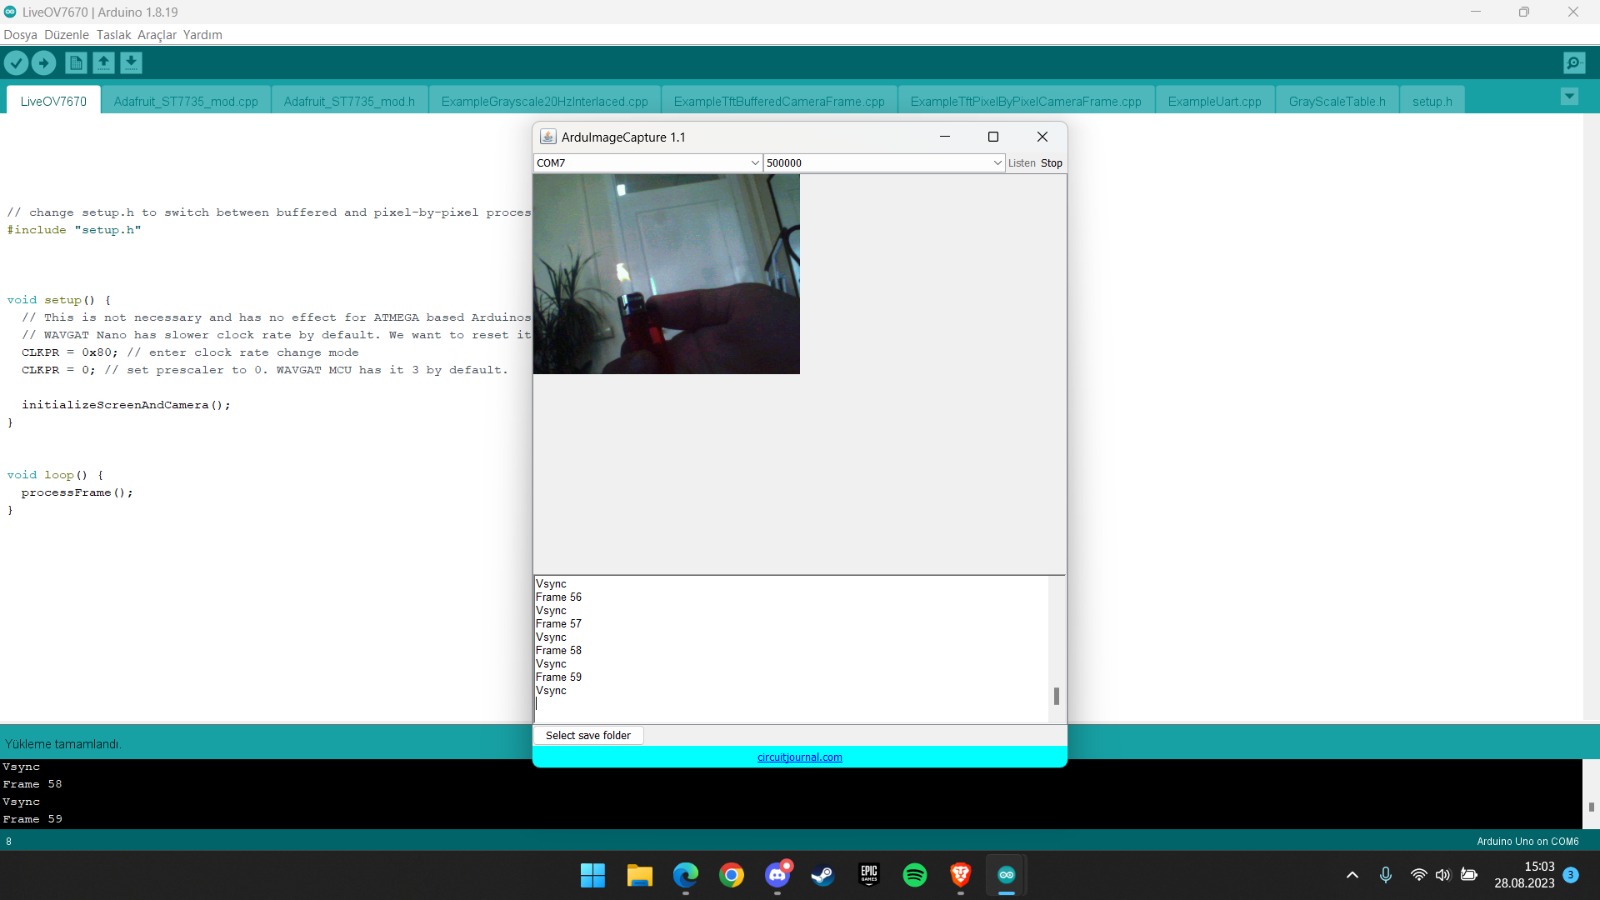 LiveOV7670 | Arduino 1.8.19
Dosya Düzenle Taslak Araçlar Yardım
LiveOV7670 Adafruit_ST7735_mod.cpp Adafruit_ST7735_mod.h ExampleGrayscale20HzInterlaced.cpp ExampleTftBufferedCameraFrame.cpp ExampleTftPixelByPixelCameraFrame.cpp ExampleUart.cpp GrayScaleTable.h setup.h
// change setup.h to switch between buffered and pixel-by-pixel proces
#include "setup.h"
void setup() {
// This is not necessary and has no effect for ATMEGA based Arduinos
// WAVGAT Nano has slower clock rate by default. We want to reset it
CLKPR = 0x80; // enter clock rate change mode
CLKPR = 0; // set prescaler to 0. WAVGAT MCU has it 3 by default.
initializeScreenAndCamera();
}
void loop() {
processFrame();
}
ArduImageCapture 1.1
COM7 500000 Listen Stop
Vsync
Frame 56
Vsync
Frame 57
Vsync
Frame 58
Vsync
Frame 59
Vsync
Select save folder
circuitjournal.com
Yükleme tamamlandı.
Vsync
Frame 58
Vsync
Frame 59
8 Arduino Uno on COM6
EPIC
GAMES
15:03
28.08.2023 3